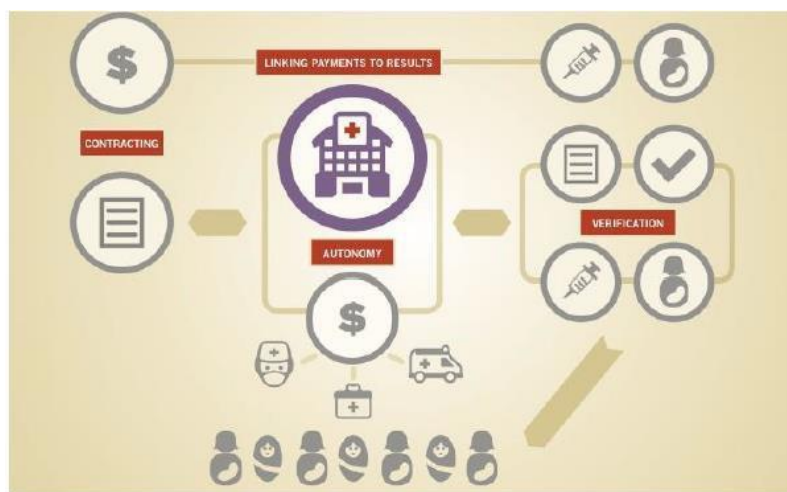 $
LINKING PAYMENTS TO RESULTS
CONTRACTING
AUTONOMY
VERIFICATION
$